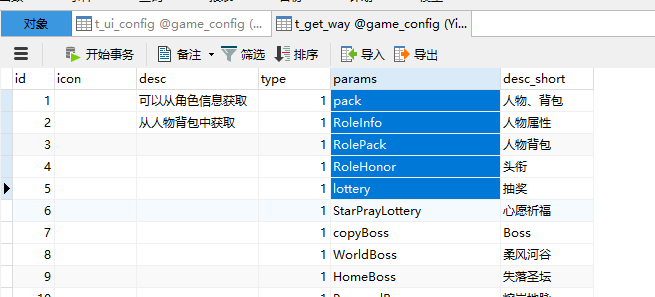 对象
t_ui_config @game_config (...
t_get_way @game_config (Yi...
开始事务 备注 筛选 排序 导入 导出
id icon desc type params desc_short
1 可以从角色信息获取 1 pack 人物、背包
2 从人物背包中获取 1 RoleInfo 人物属性
3 1 RolePack 人物背包
4 1 RoleHonor 头衔
5 1 lottery 抽奖
6 1 StarPrayLottery 心愿祈福
7 1 copyBoss Boss
8 1 WorldBoss 柔风河谷
9 1 HomeBoss 失落圣坛